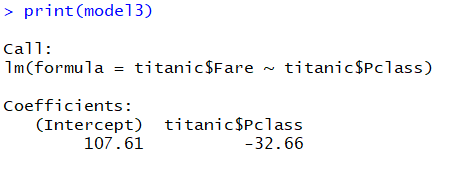 > print(model3)
Call:
lm(formula = titanic$Fare ~ titanic$Pclass)
Coefficients:
(Intercept) titanic$Pclass
107.61 -32.66